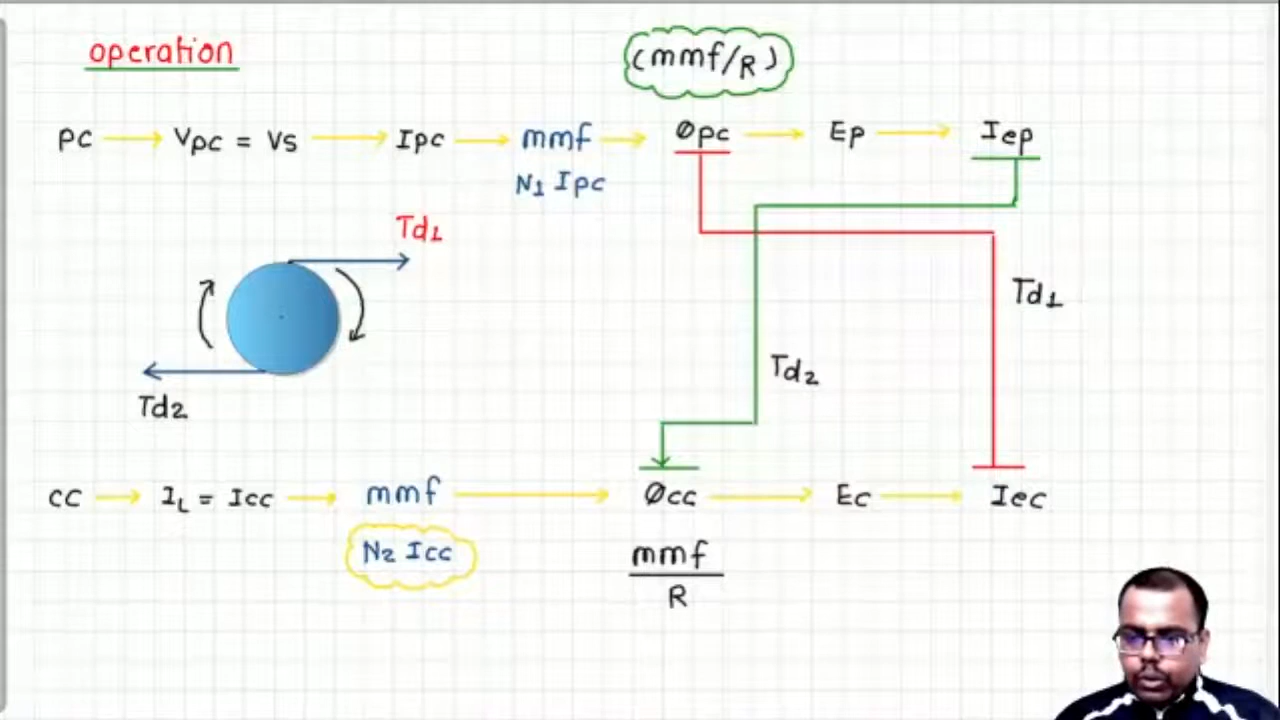 operation
(mmf/R)
PC → VPC = VS → IPC → mmf → ØPC → Ep → Iep
N1 IPC
Td1
Td1
Td2
Td2
CC → IL = ICC → mmf → ØCC → Ec → Iec
N2 ICC
mmf
R